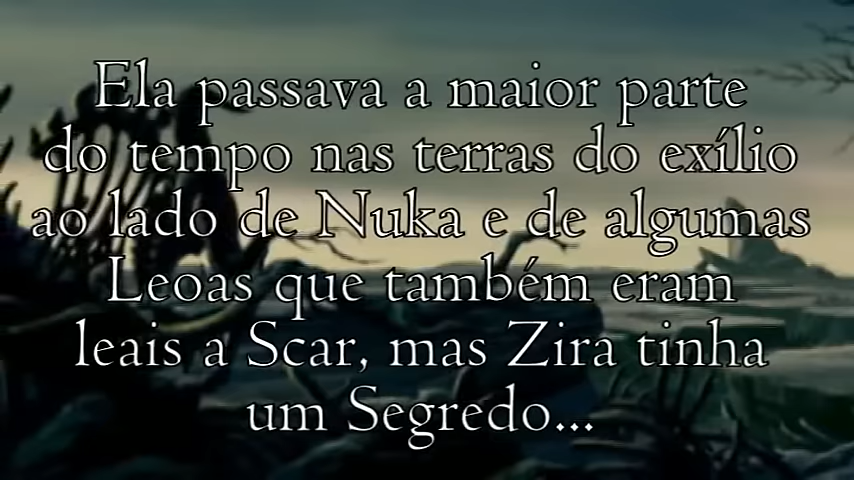 Ela passava a maior parte
do tempo nas terras do exílio
ao lado de Nuka e de algumas
Leoas que também eram
leais a Scar, mas Zira tinha
um Segredo...